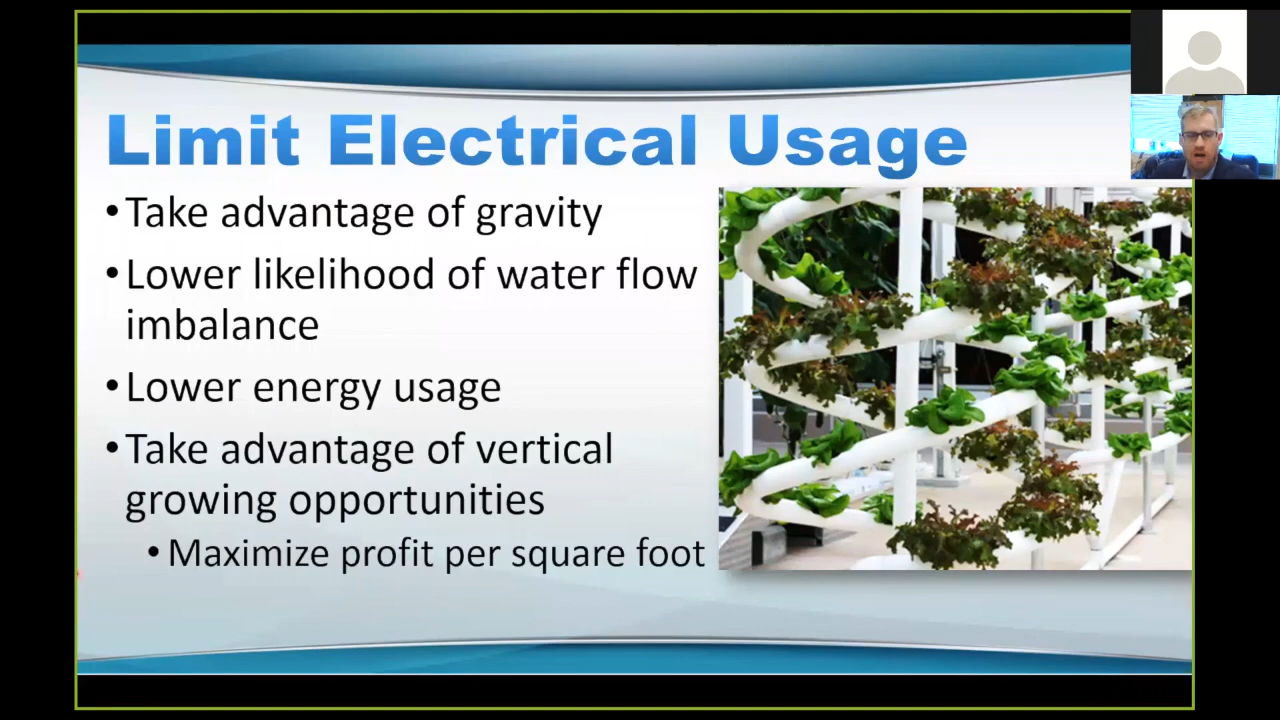 Limit Electrical Usage
• Take advantage of gravity
• Lower likelihood of water flow
imbalance
• Lower energy usage
• Take advantage of vertical
growing opportunities
• Maximize profit per square foot